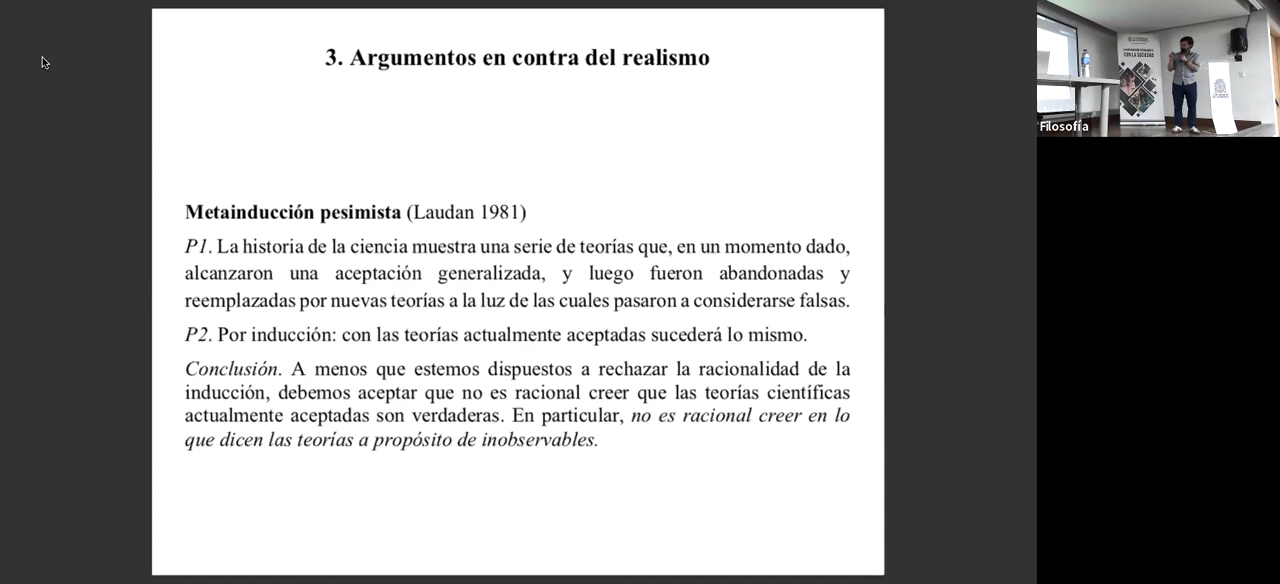 3. Argumentos en contra del realismo
Metainducción pesimista (Laudan 1981)
P1. La historia de la ciencia muestra una serie de teorías que, en un momento dado,
alcanzaron una aceptación generalizada, y luego fueron abandonadas y
reemplazadas por nuevas teorías a la luz de las cuales pasaron a considerarse falsas.
P2. Por inducción: con las teorías actualmente aceptadas sucederá lo mismo.
Conclusión. A menos que estemos dispuestos a rechazar la racionalidad de la
inducción, debemos aceptar que no es racional creer que las teorías científicas
actualmente aceptadas son verdaderas. En particular, no es racional creer en lo
que dicen las teorías a propósito de inobservables.
CON LA SOCIEDAD
Filosofía